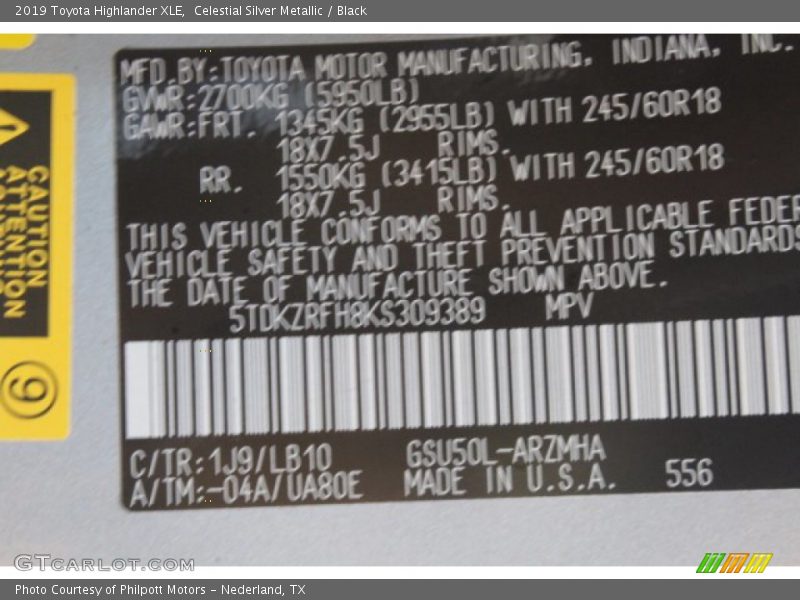 2019 Toyota Highlander XLE, Celestial Silver Metallic / Black
MFD.BY:TOYOTA MOTOR MANUFACTURING, INDIANA, INC.
GVWR:2700KG (5950LB)
GAWR:FRT. 1345KG (2955LB) WITH 245/60R18
18X7.5J RIMS.
RR. 1550KG (3415LB) WITH 245/60R18
18X7.5J RIMS.
THIS VEHICLE CONFORMS TO ALL APPLICABLE FEDER
VEHICLE SAFETY AND THEFT PREVENTION STANDARDS
THE DATE OF MANUFACTURE SHOWN ABOVE.
5TDKZRFH8KS309389 MPV
C/TR:1J9/LB10 GSU50L-ARZMHA
A/TM:-04A/UA80E MADE IN U.S.A. 556
CAUTION
ATTENTION
9
GTCARLOT.COM
Photo Courtesy of Philpott Motors - Nederland, TX